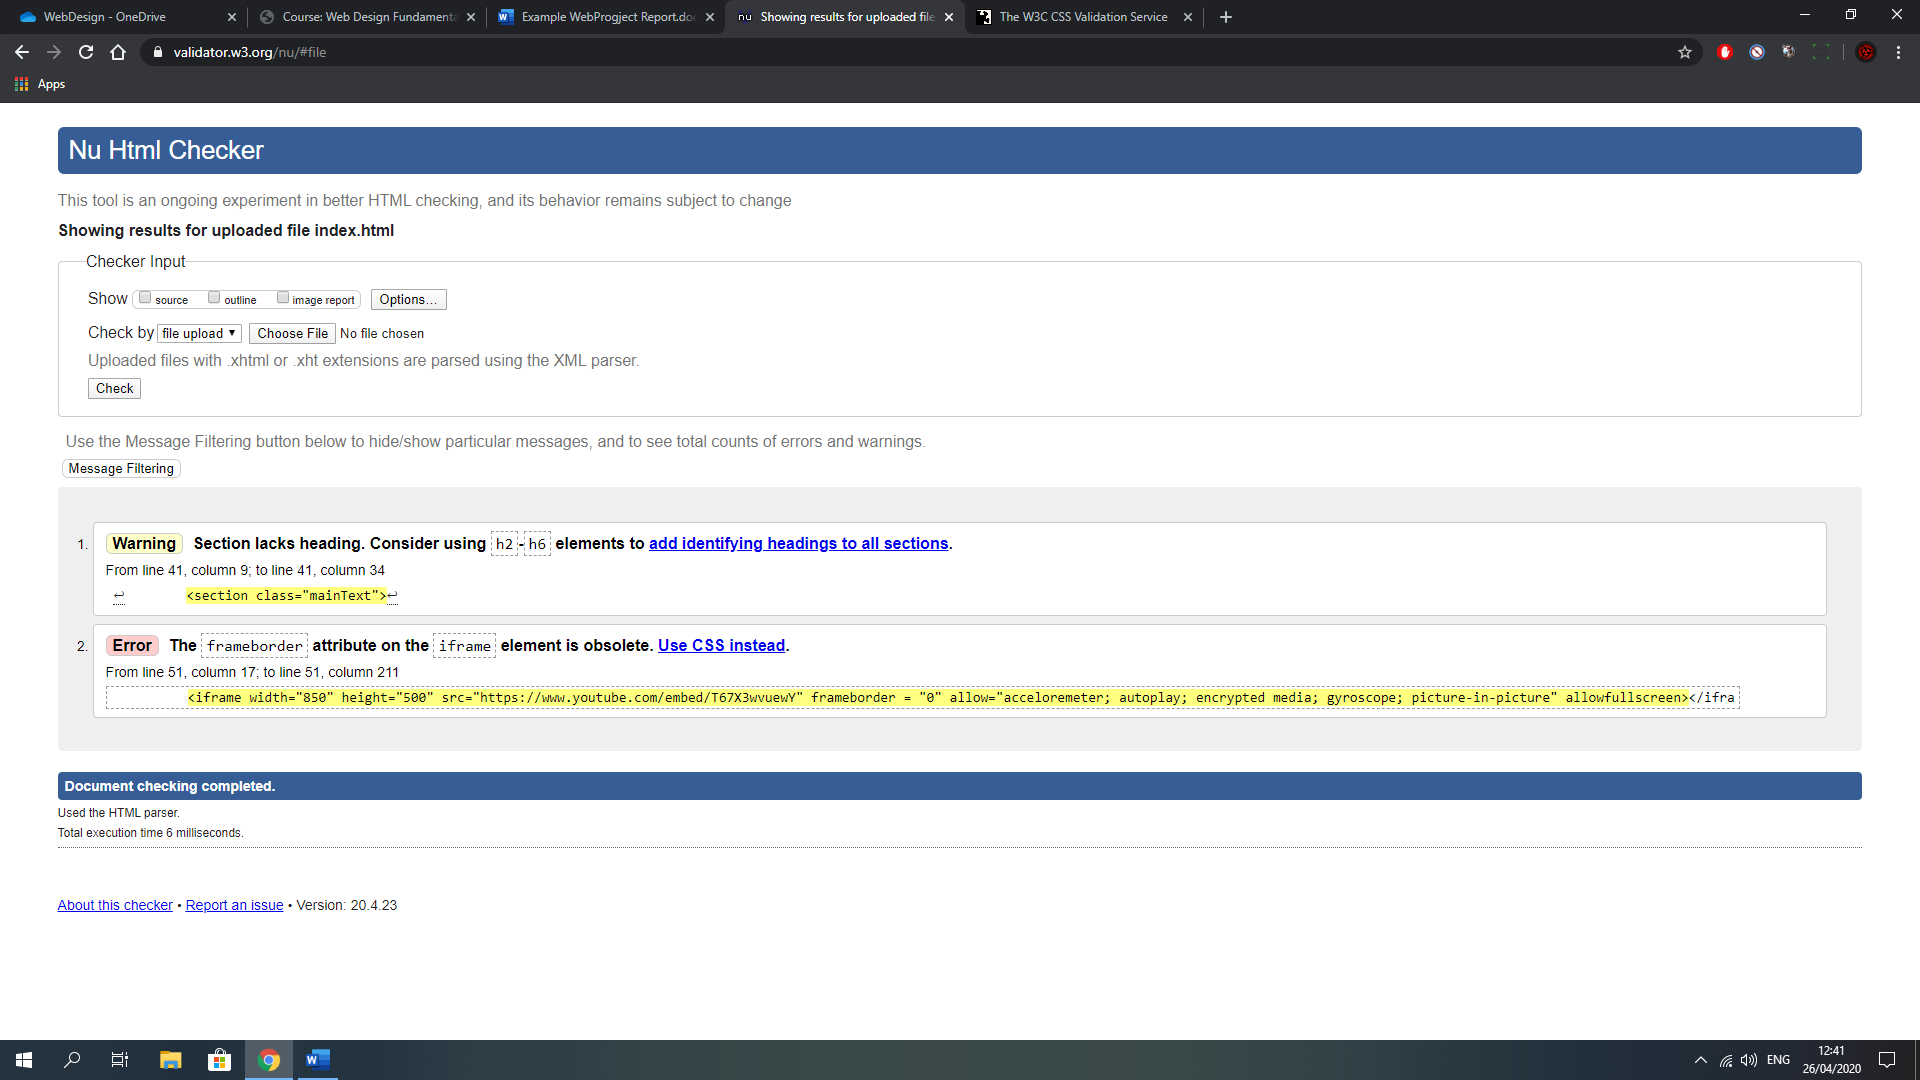 WebDesign - OneDrive
Course: Web Design Fundamenta
Example WebProgject Report.doc
nu Showing results for uploaded file
The W3C CSS Validation Service
validator.w3.org/nu/#file
Apps
Nu Html Checker
This tool is an ongoing experiment in better HTML checking, and its behavior remains subject to change
Showing results for uploaded file index.html
Checker Input
Show source outline image report Options...
Check by file upload Choose File No file chosen
Uploaded files with .xhtml or .xht extensions are parsed using the XML parser.
Check
Use the Message Filtering button below to hide/show particular messages, and to see total counts of errors and warnings.
Message Filtering
1. Warning Section lacks heading. Consider using h2-h6 elements to add identifying headings to all sections.
From line 41, column 9; to line 41, column 34
↩ <section class="mainText">↩
2. Error The frameborder attribute on the iframe element is obsolete. Use CSS instead.
From line 51, column 17; to line 51, column 211
<iframe width="850" height="500" src="https://www.youtube.com/embed/T67X3wvuewY" frameborder = "0" allow="acceloremeter; autoplay; encrypted media; gyroscope; picture-in-picture" allowfullscreen></ifra
Document checking completed.
Used the HTML parser.
Total execution time 6 milliseconds.
About this checker • Report an issue • Version: 20.4.23
ENG
12:41
26/04/2020